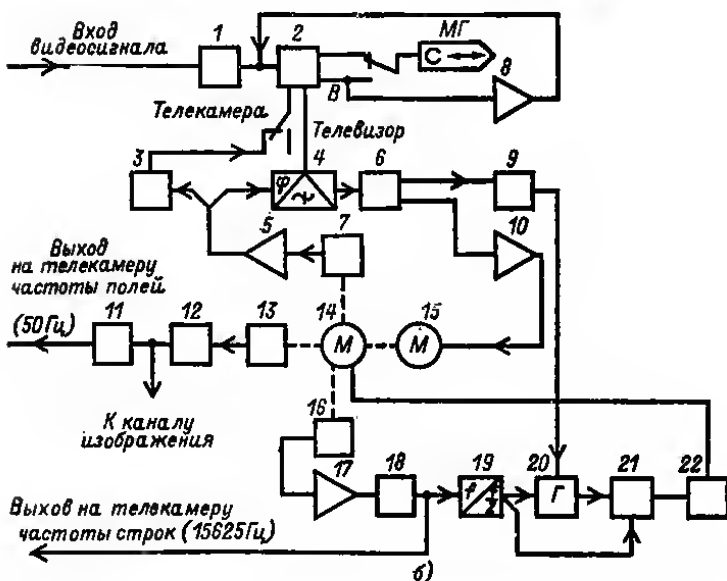 Вход
видеосигнала
1
2
МГ
С
8
В
Телекамера
Телевизор
3
4
φ
6
9
5
7
10
Выход
на телекамеру
частоты полей
(50Гц)
11
12
13
14
М
15
М
К каналу
изображения
16
17
18
19
f
f/2
20
Г
21
22
Выхов на телекамеру
частоты строк (15625Гц)
б)